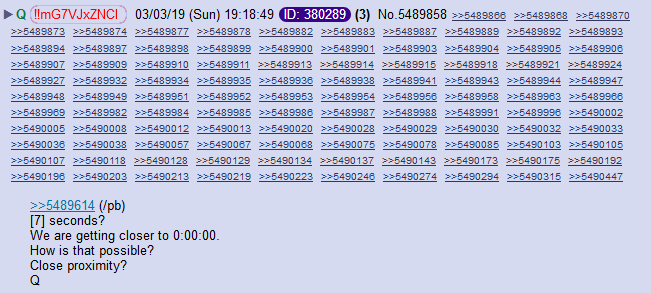 ▶ Q !!mG7VJxZNCI 03/03/19 (Sun) 19:18:49 ID: 380289 (3) No.5489858 >>5489866 >>5489868 >>5489870
>>5489873 >>5489874 >>5489877 >>5489878 >>5489882 >>5489883 >>5489887 >>5489889 >>5489892 >>5489893
>>5489894 >>5489897 >>5489898 >>5489899 >>5489900 >>5489901 >>5489903 >>5489904 >>5489905 >>5489906
>>5489907 >>5489909 >>5489910 >>5489911 >>5489913 >>5489914 >>5489915 >>5489918 >>5489921 >>5489924
>>5489927 >>5489932 >>5489934 >>5489935 >>5489936 >>5489938 >>5489941 >>5489943 >>5489944 >>5489947
>>5489948 >>5489949 >>5489951 >>5489952 >>5489953 >>5489954 >>5489956 >>5489958 >>5489963 >>5489966
>>5489969 >>5489982 >>5489984 >>5489985 >>5489986 >>5489987 >>5489988 >>5489991 >>5489996 >>5490002
>>5490005 >>5490008 >>5490012 >>5490013 >>5490020 >>5490028 >>5490029 >>5490030 >>5490032 >>5490033
>>5490036 >>5490038 >>5490057 >>5490067 >>5490068 >>5490075 >>5490078 >>5490085 >>5490103 >>5490105
>>5490107 >>5490118 >>5490128 >>5490129 >>5490134 >>5490137 >>5490143 >>5490173 >>5490175 >>5490192
>>5490196 >>5490203 >>5490213 >>5490219 >>5490223 >>5490246 >>5490274 >>5490294 >>5490315 >>5490447
>>5489614 (/pb)
[7] seconds?
We are getting closer to 0:00:00.
How is that possible?
Close proximity?
Q